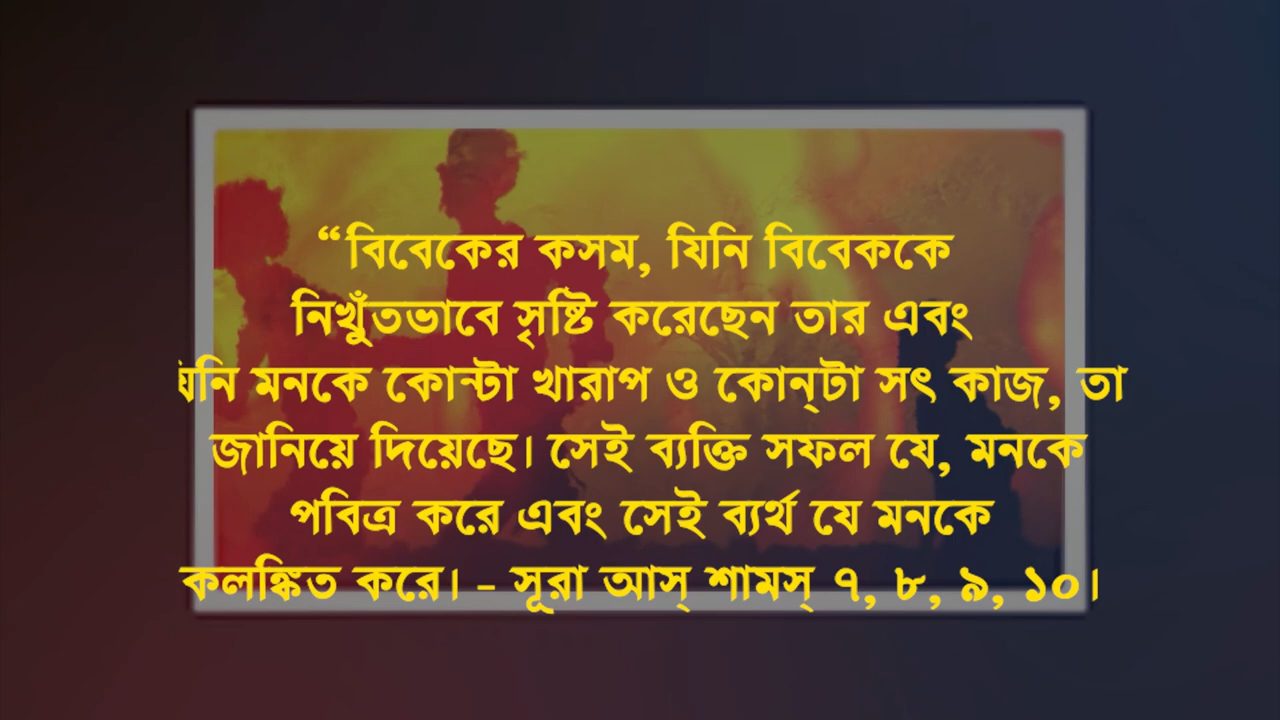 “বিবেকের কসম, যিনি বিবেককে
নিখুঁতভাবে সৃষ্টি করেছেন তার এবং
যিনি মনকে কোন্টা খারাপ ও কোন্‌টা সৎ কাজ, তা
জানিয়ে দিয়েছে। সেই ব্যক্তি সফল যে, মনকে
পবিত্র করে এবং সেই ব্যর্থ যে মনকে
কলঙ্কিত করে। – সূরা আস্ শামস্ ৭, ৮, ৯, ১০।